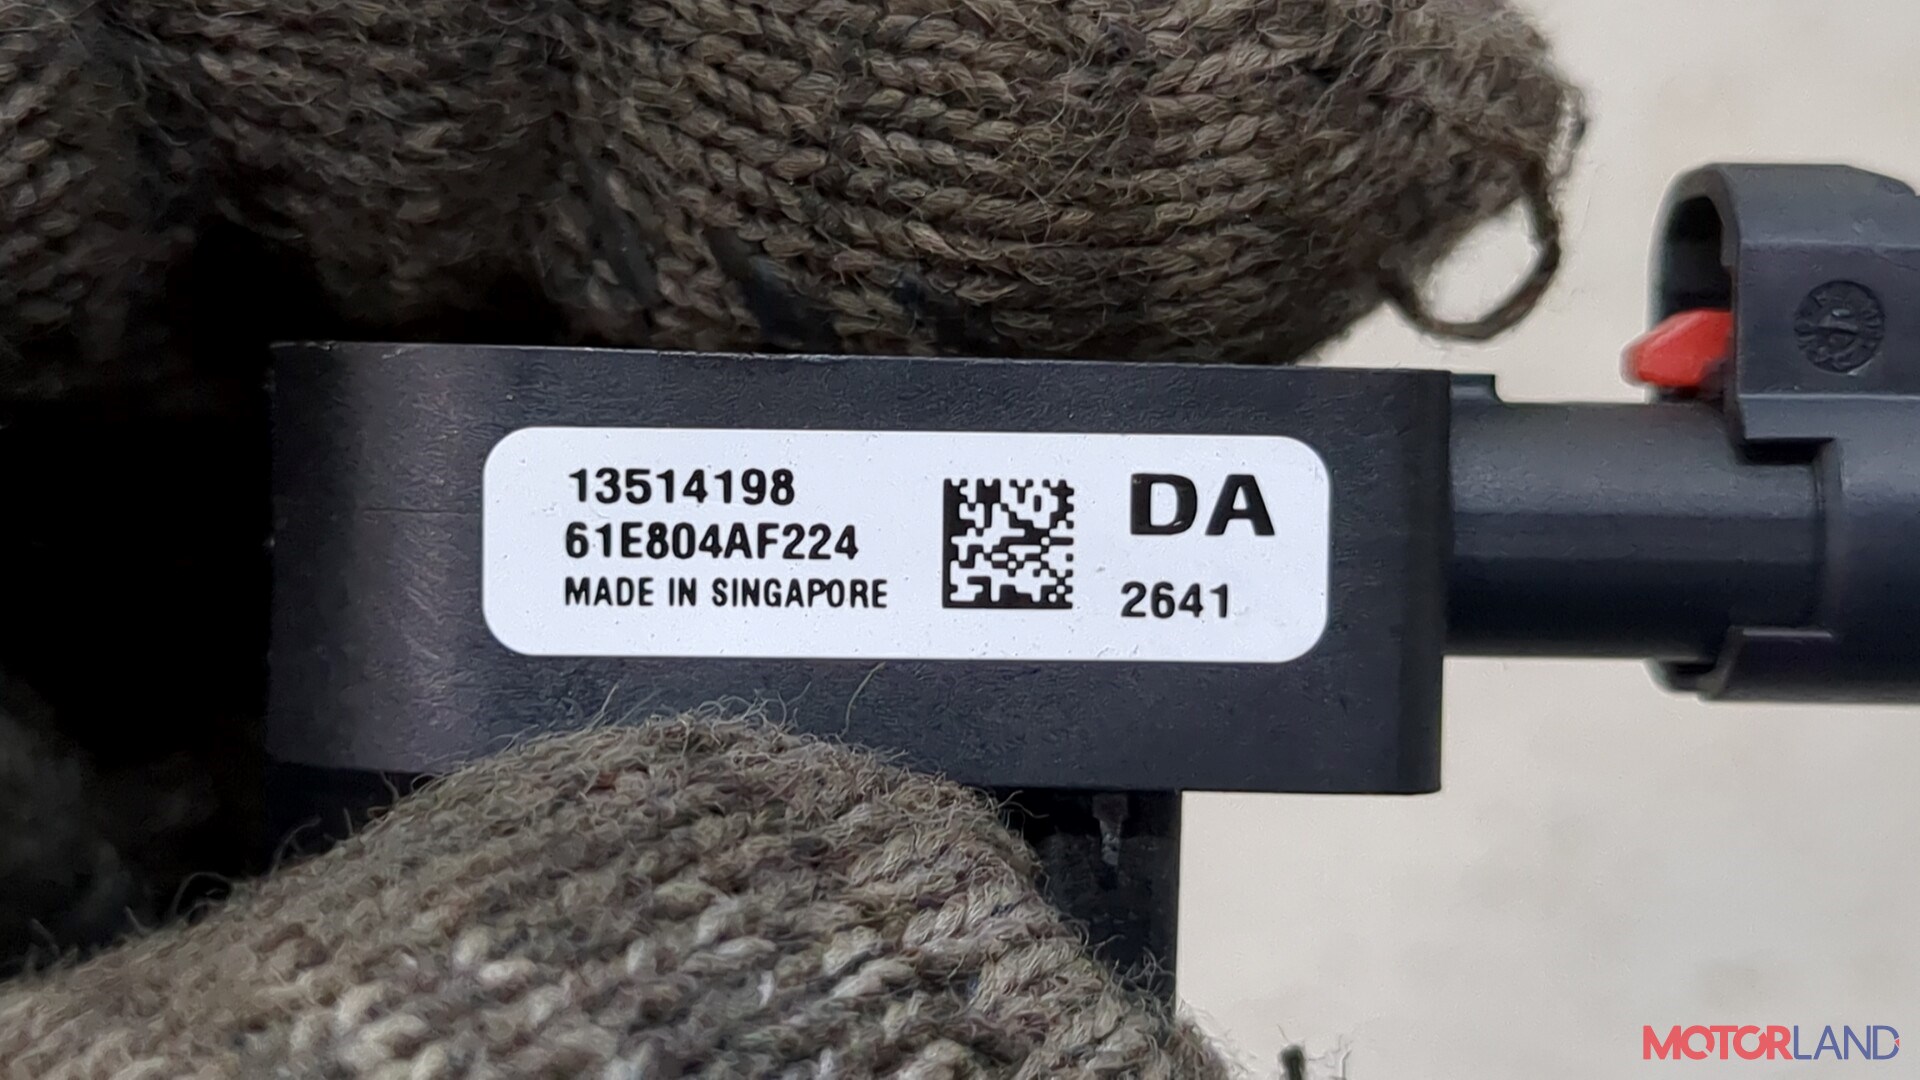 13514198
61E804AF224
MADE IN SINGAPORE
DA
2641
MOTORLAND